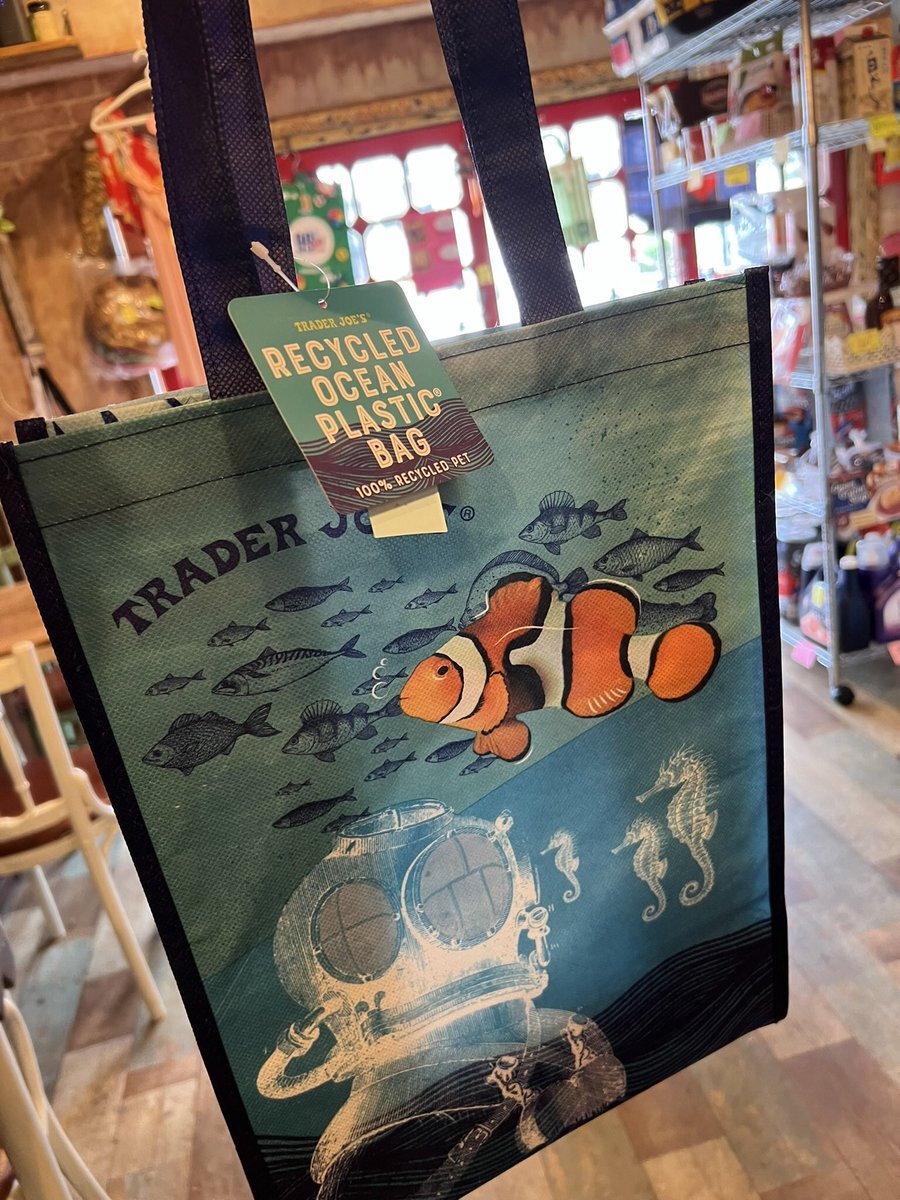 TRADER JOE'S®
RECYCLED
OCEAN
PLASTIC®
BAG
100% RECYCLED PET
TRADER JOE'S®